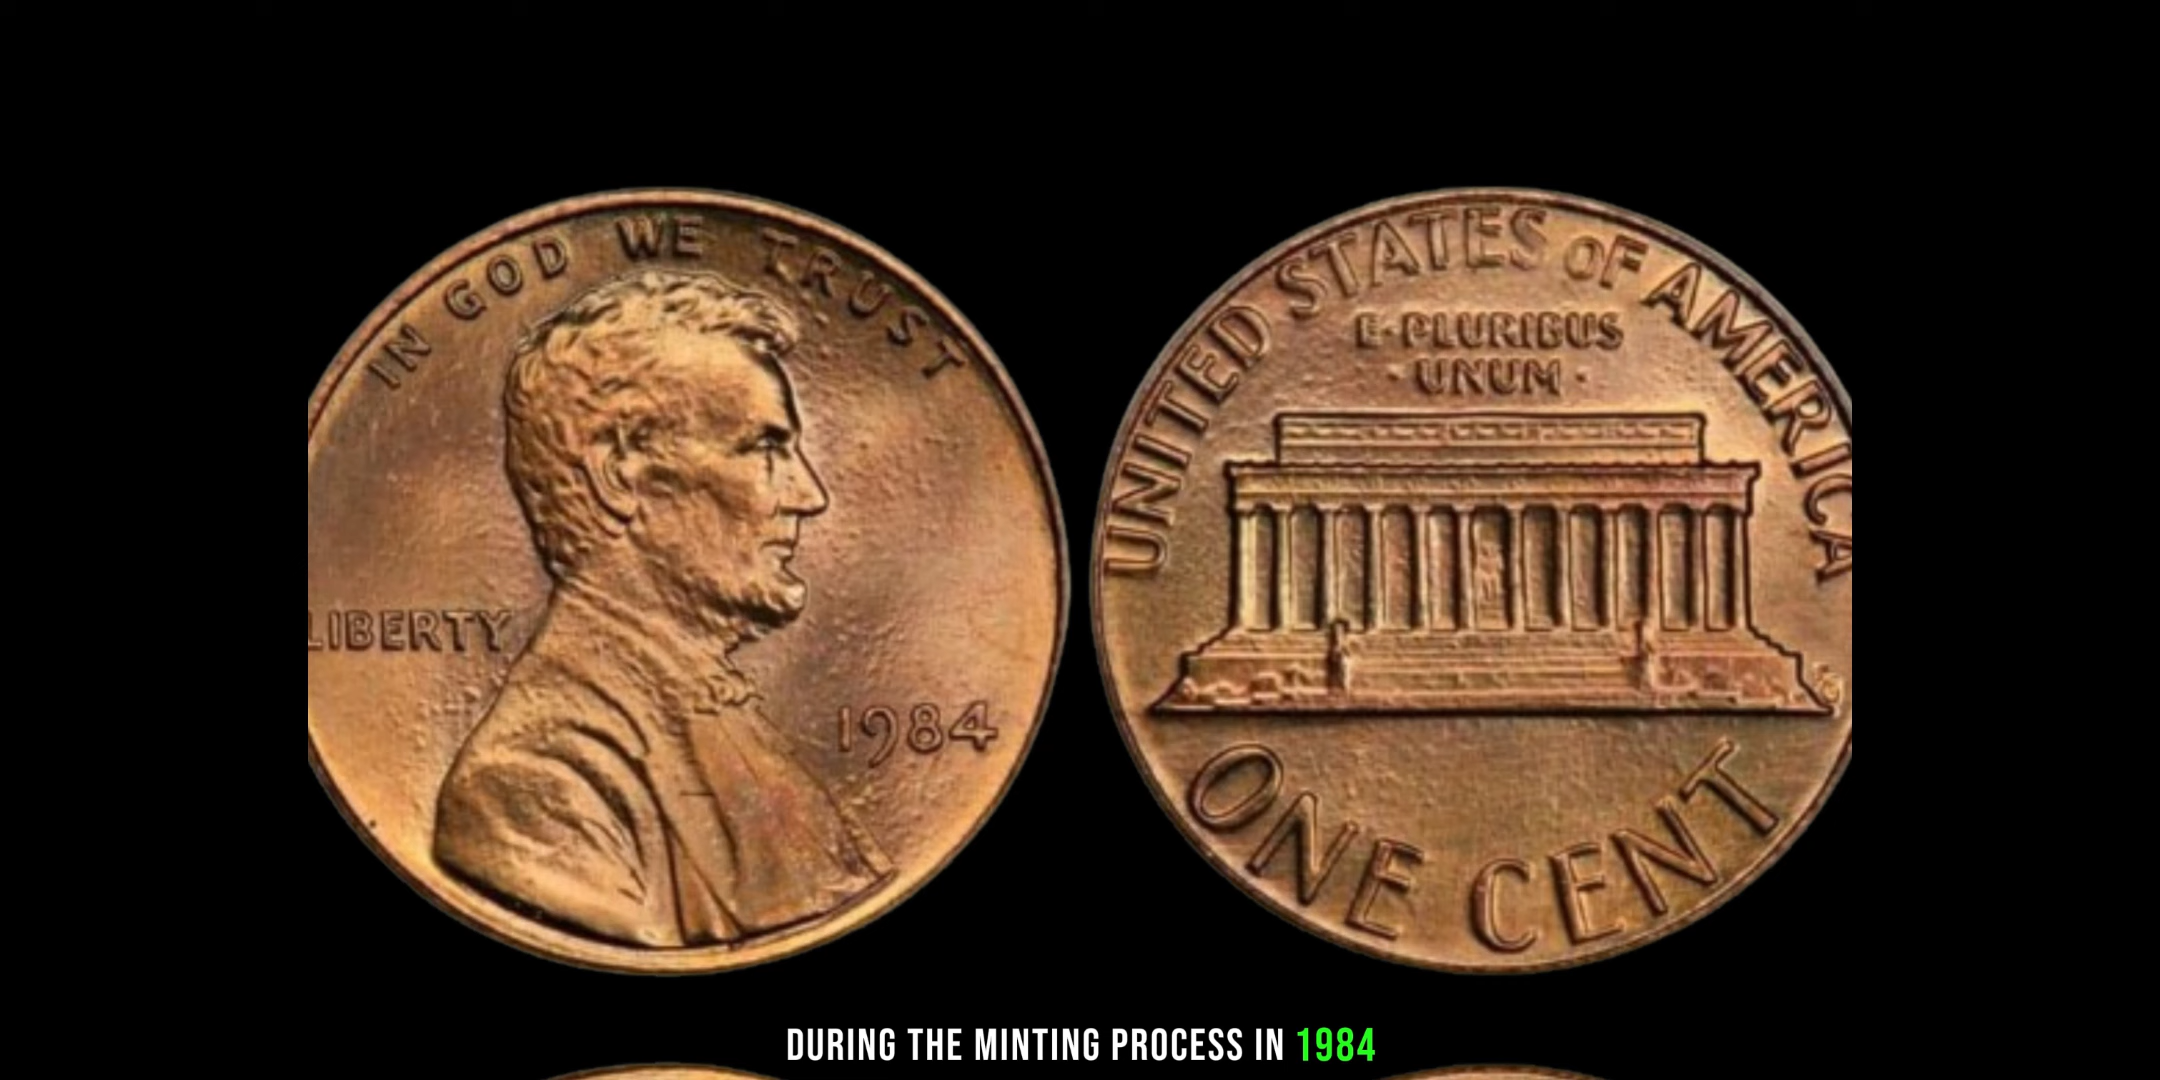 IN GOD WE TRUST
LIBERTY
1984
UNITED STATES OF AMERICA
E·PLURIBUS
·UNUM·
ONE CENT
DURING THE MINTING PROCESS IN 1984